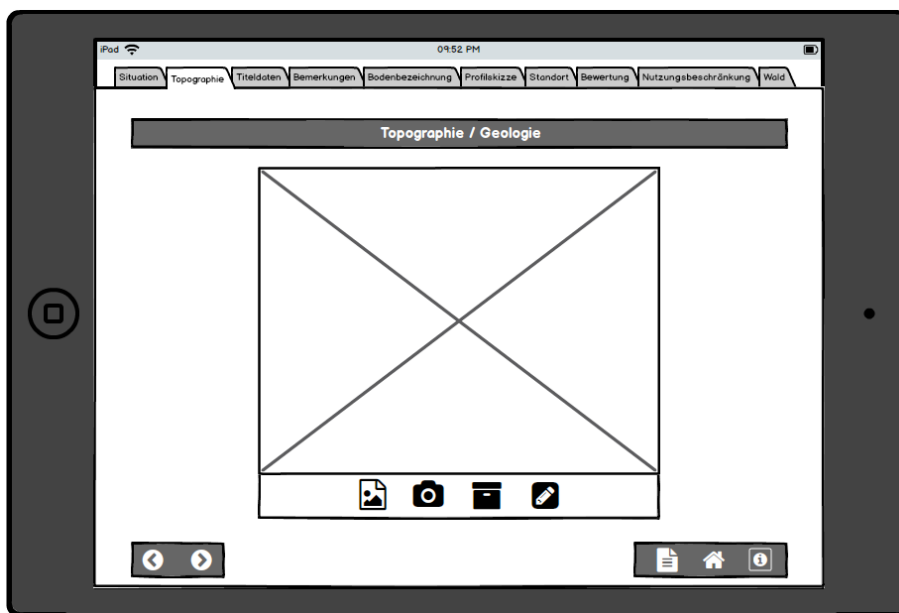 iPad 09:52 PM
Situation Topographie Titeldaten Bemerkungen Bodenbezeichnung Profilskizze Standort Bewertung Nutzungsbeschränkung Wald
Topographie / Geologie